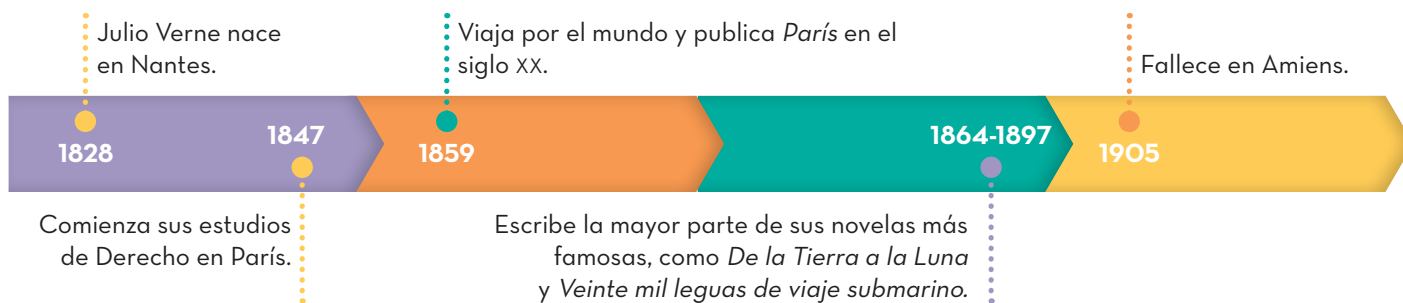 Julio Verne nace
en Nantes.
Viaja por el mundo y publica París en el
siglo XX.
Fallece en Amiens.
1828
1847
1859
1864-1897
1905
Comienza sus estudios
de Derecho en París.
Escribe la mayor parte de sus novelas más
famosas, como De la Tierra a la Luna
y Veinte mil leguas de viaje submarino.